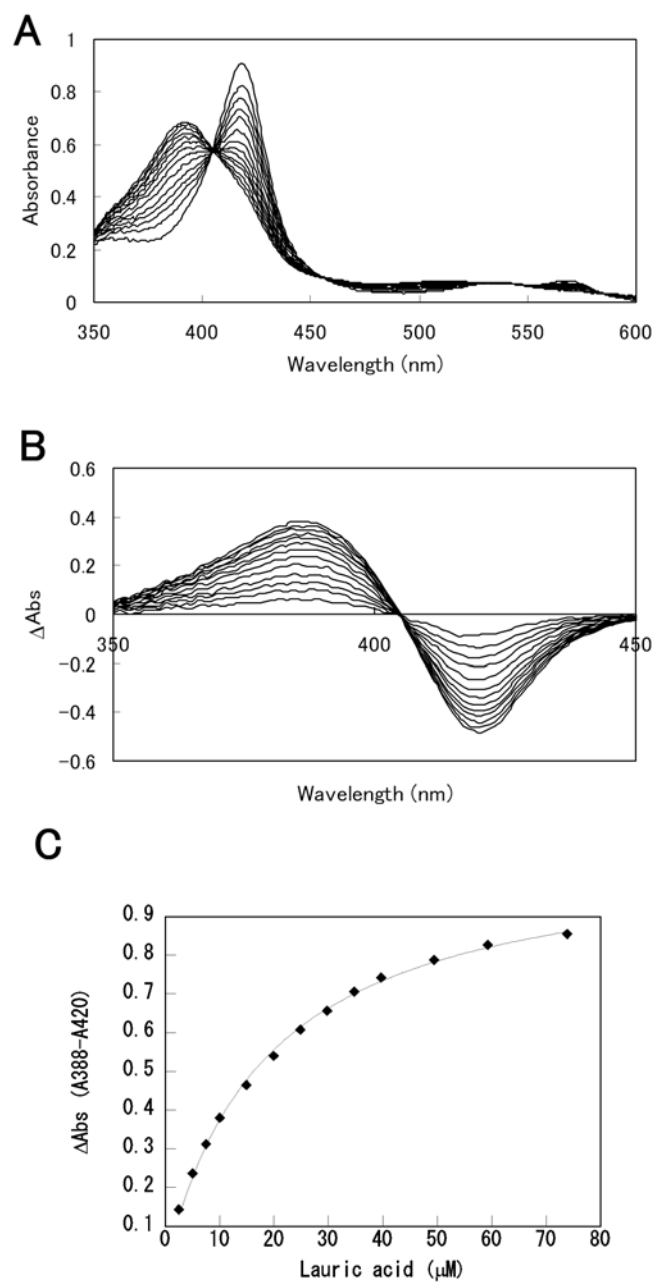 A
1
0.8
0.6
0.4
0.2
0
Absorbance
350 400 450 500 550 600
Wavelength (nm)
B
0.6
0.4
0.2
0
-0.2
-0.4
-0.6
ΔAbs
350 400 450
Wavelength (nm)
C
0.9
0.8
0.7
0.6
0.5
0.4
0.3
0.2
0.1
ΔAbs (A388-A420)
0 10 20 30 40 50 60 70 80
Lauric acid (μM)